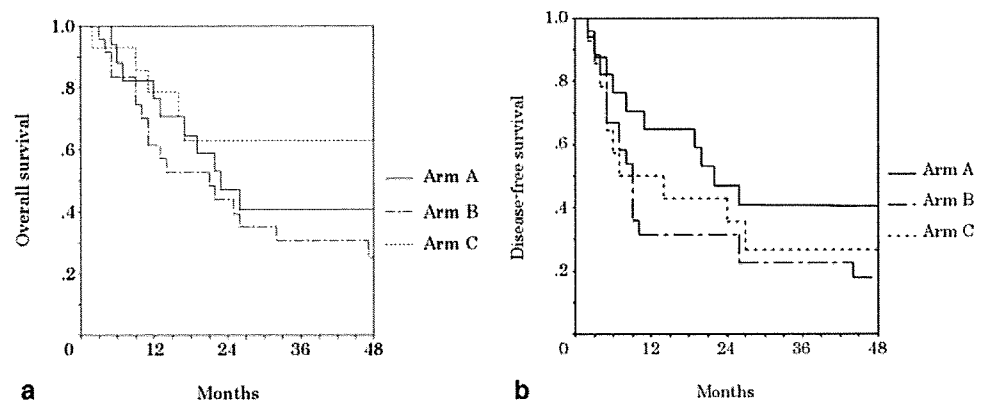 1.0
.8
.6
.4
.2
0
12
24
36
48
Overall survival
Months
Arm A
Arm B
Arm C
a
1.0
.8
.6
.4
.2
0
12
24
36
48
Disease-free survival
Months
Arm A
Arm B
Arm C
b